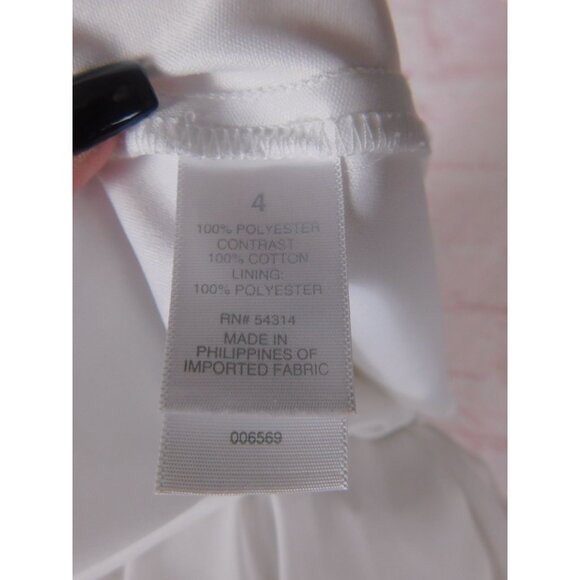 4
100% POLYESTER
CONTRAST
100% COTTON
LINING:
100% POLYESTER
RN# 54314
MADE IN
PHILIPPINES OF
IMPORTED FABRIC
006569